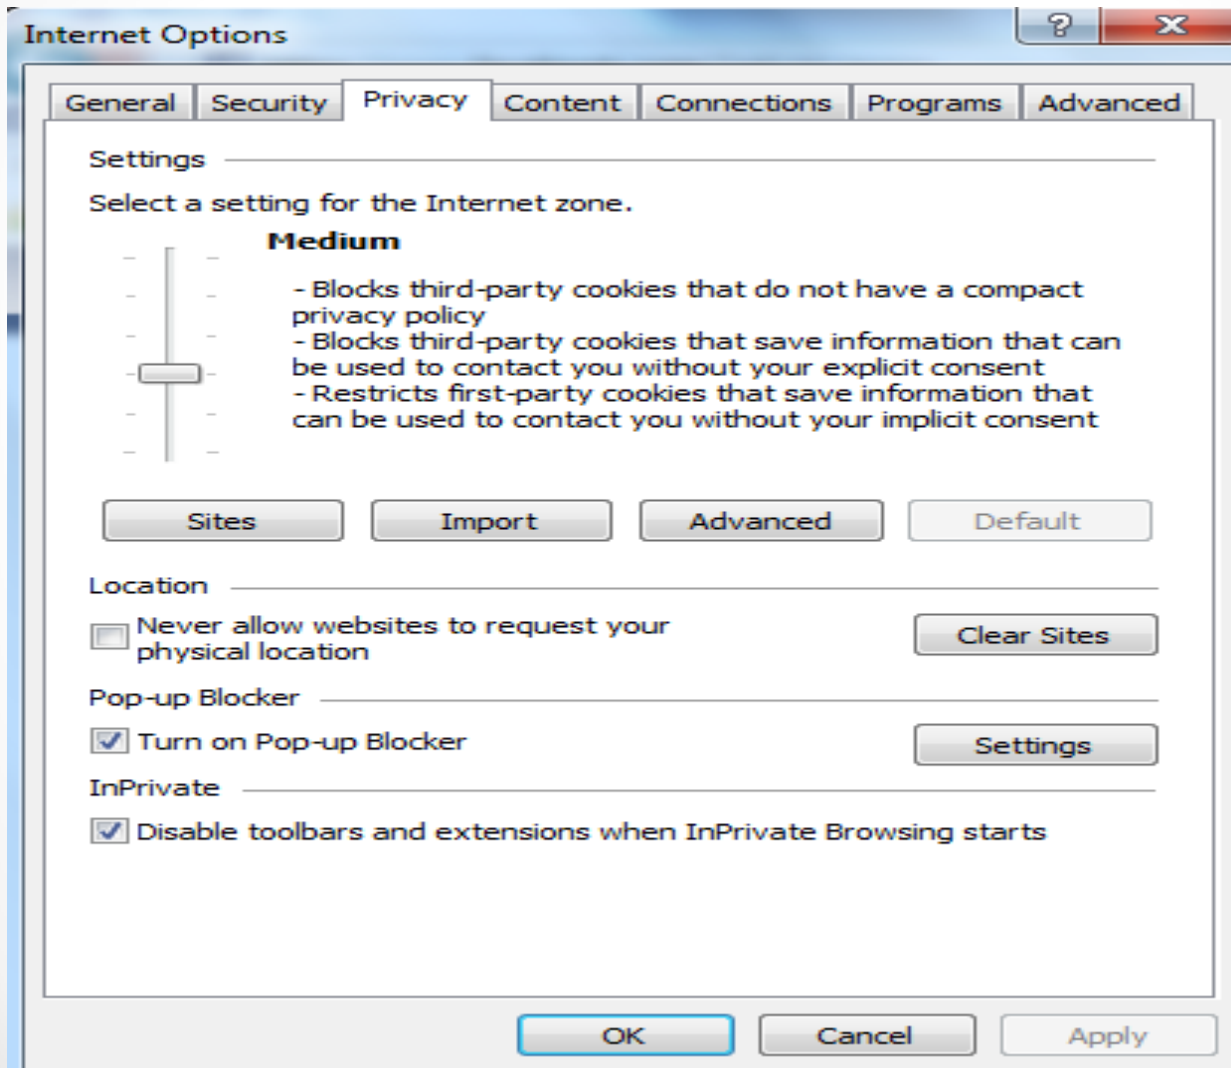 Internet Options
?
General Security Privacy Content Connections Programs Advanced
Settings
Select a setting for the Internet zone.
Medium
- Blocks third-party cookies that do not have a compact
privacy policy
- Blocks third-party cookies that save information that can
be used to contact you without your explicit consent
- Restricts first-party cookies that save information that
can be used to contact you without your implicit consent
Sites Import Advanced Default
Location
Never allow websites to request your
physical location
Clear Sites
Pop-up Blocker
Turn on Pop-up Blocker
Settings
InPrivate
Disable toolbars and extensions when InPrivate Browsing starts
OK Cancel Apply